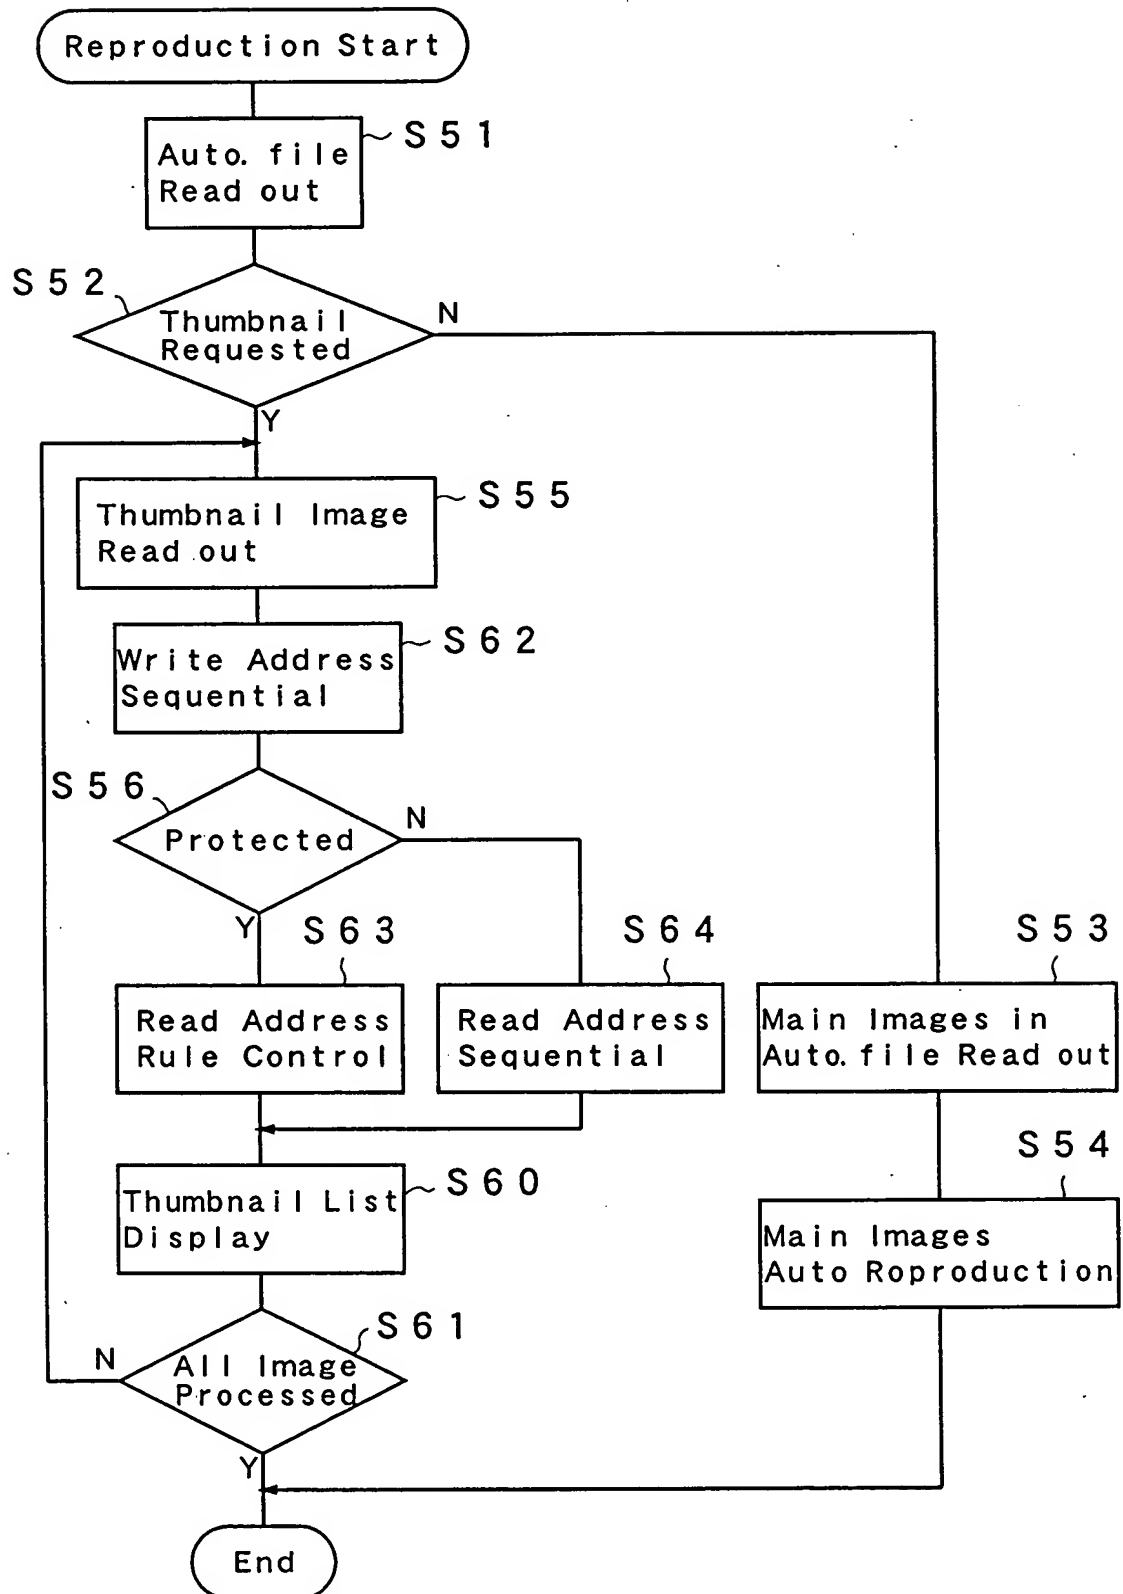 Reproduction Start
S51
Auto. file
Read out
S52
Thumbnail
Requested
N
Y
S55
Thumbnail Image
Read out
S62
Write Address
Sequential
S56
Protected
N
Y
S63
Read Address
Rule Control
S64
Read Address
Sequential
S53
Main Images in
Auto. file Read out
S60
Thumbnail List
Display
S54
Main Images
Auto Roproduction
S61
All Image
Processed
N
Y
End